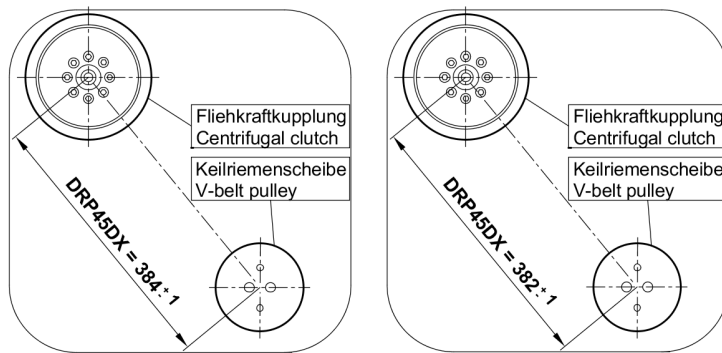 Fliehkraftkupplung
Centrifugal clutch
Keilriemenscheibe
V-belt pulley
DRP45DX = 384 ± 1
Fliehkraftkupplung
Centrifugal clutch
Keilriemenscheibe
V-belt pulley
DRP45DX = 382 ± 1